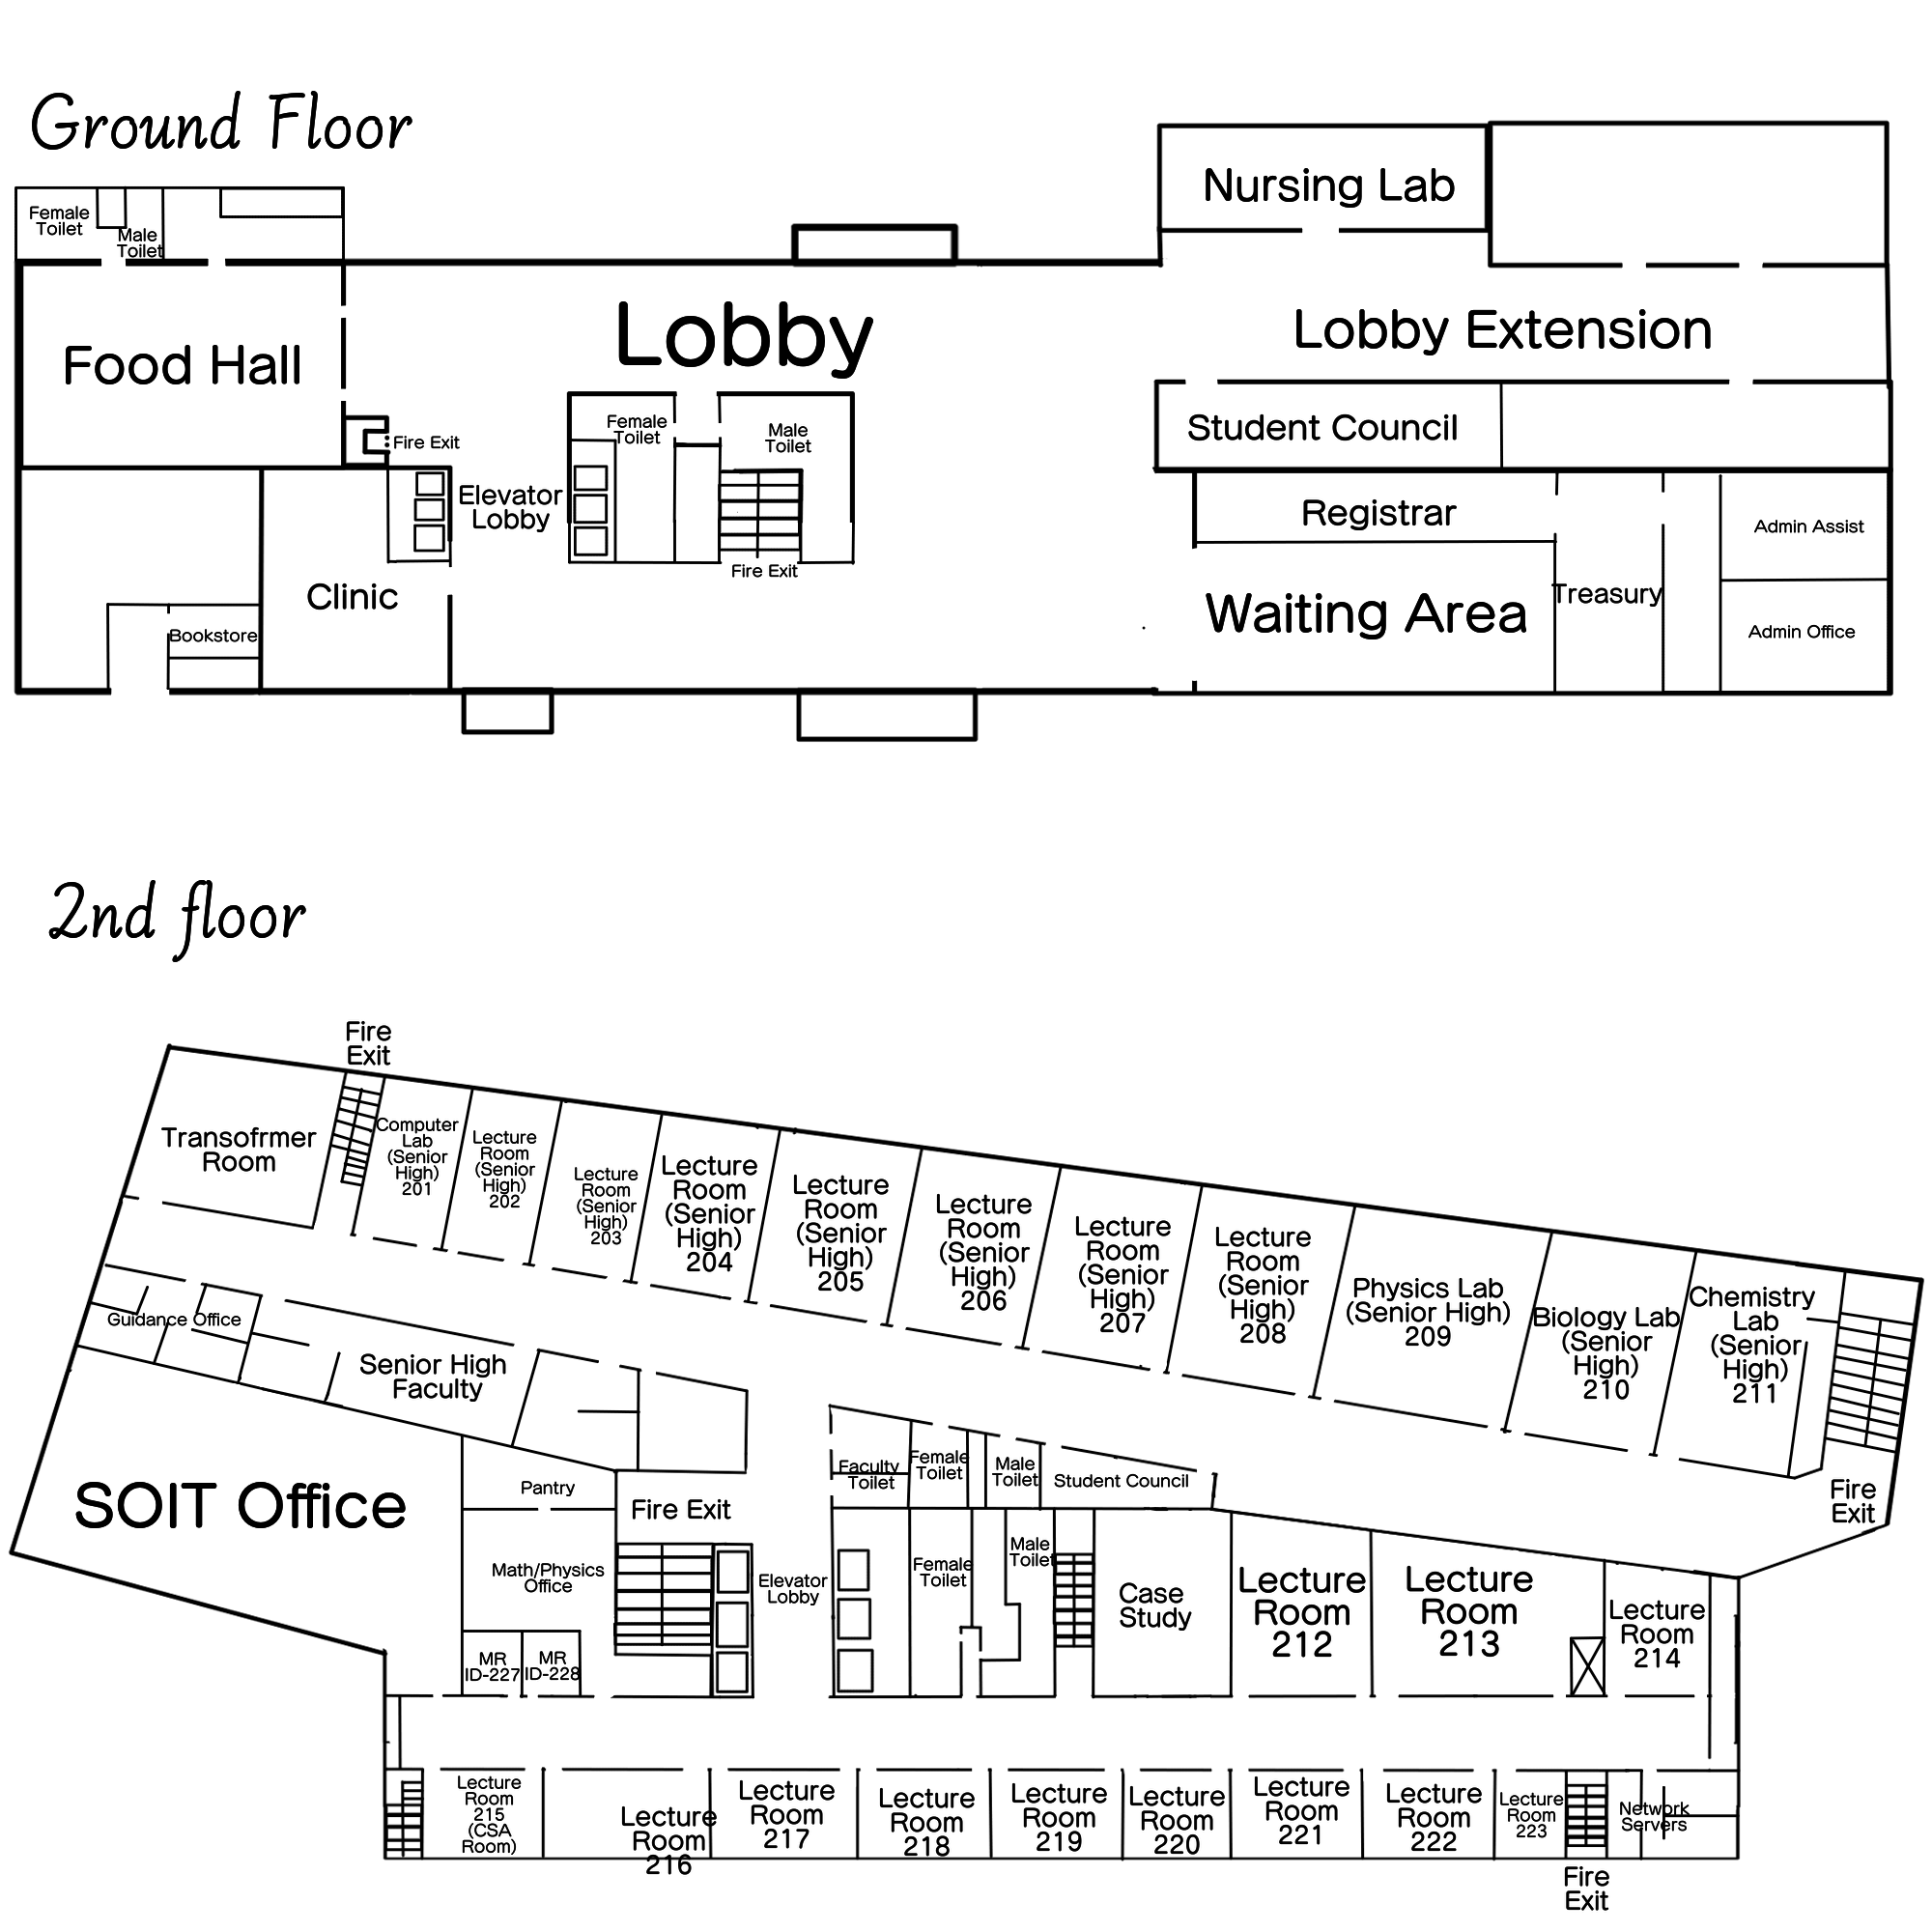 Ground Floor
Nursing Lab
Female
Toilet
Male
Toilet
Lobby
Lobby Extension
Food Hall
Female
Toilet
Male
Toilet
Student Council
Fire Exit
Elevator
Lobby
Registrar
Admin Assist
Fire Exit
Clinic
Waiting Area
Treasury
Bookstore
Admin Office
2nd floor
Fire
Exit
Transofrmer
Room
Computer
Lab
(Senior
High)
201
Lecture
Room
(Senior
High)
202
Lecture
Room
(Senior
High)
203
Lecture
Room
(Senior
High)
204
Lecture
Room
(Senior
High)
205
Lecture
Room
(Senior
High)
206
Lecture
Room
(Senior
High)
207
Lecture
Room
(Senior
High)
208
Physics Lab
(Senior High)
209
Biology Lab
(Senior
High)
210
Chemistry
Lab
(Senior
High)
211
Guidance Office
Senior High
Faculty
Faculty
Toilet
Female
Toilet
Male
Toilet
Student Council
Fire
Exit
SOIT Office
Pantry
Fire Exit
Math/Physics
Office
Elevator
Lobby
Female
Toilet
Male
Toilet
Case
Study
Lecture
Room
212
Lecture
Room
213
Lecture
Room
214
MR
ID-227
MR
ID-228
Lecture
Room
215
(CSA
Room)
Lecture
Room
216
Lecture
Room
217
Lecture
Room
218
Lecture
Room
219
Lecture
Room
220
Lecture
Room
221
Lecture
Room
222
Lecture
Room
223
Network
Servers
Fire
Exit